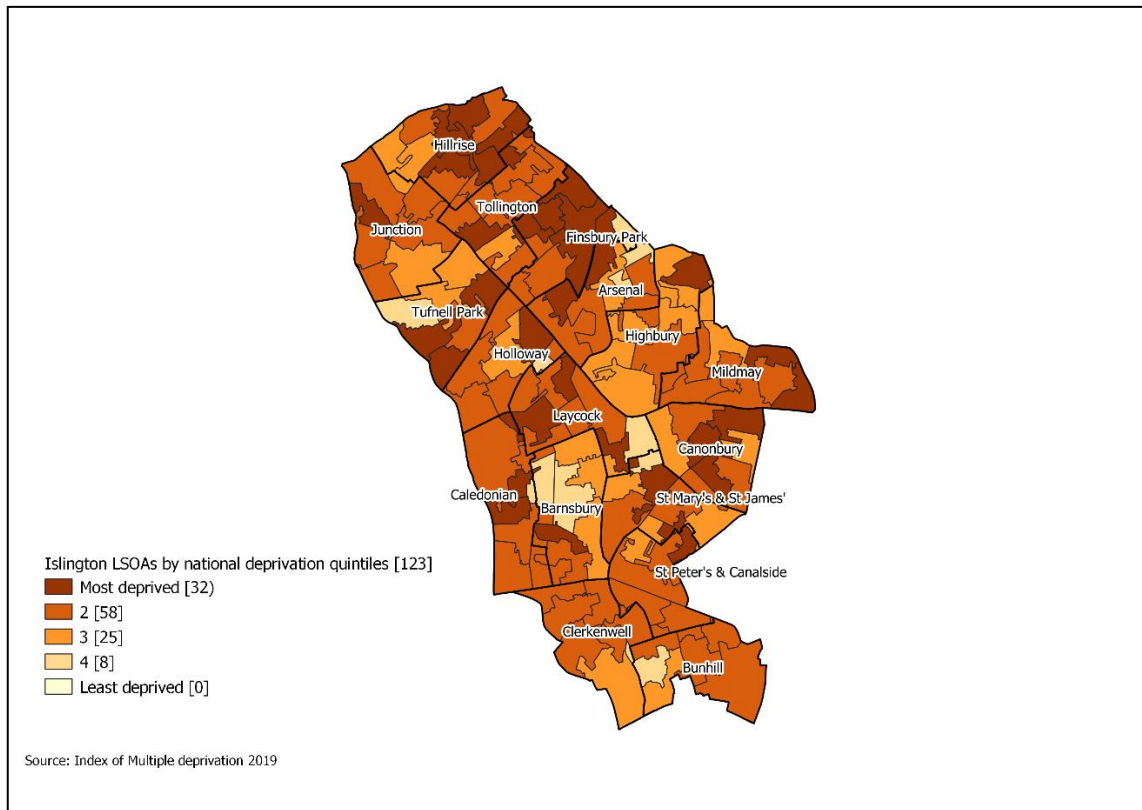 Hillrise
Tollington
Junction
Finsbury Park
Arsenal
Tufnell Park
Highbury
Holloway
Mildmay
Laycock
Canonbury
Caledonian
St Mary's & St James'
Barnsbury
Islington LSOAs by national deprivation quintiles [123]
St Peter's & Canalside
Most deprived [32)
2 [58]
3 [25]
4 [8]
Least deprived [0]
Clerkenwell
Bunhill
Source: Index of Multiple deprivation 2019